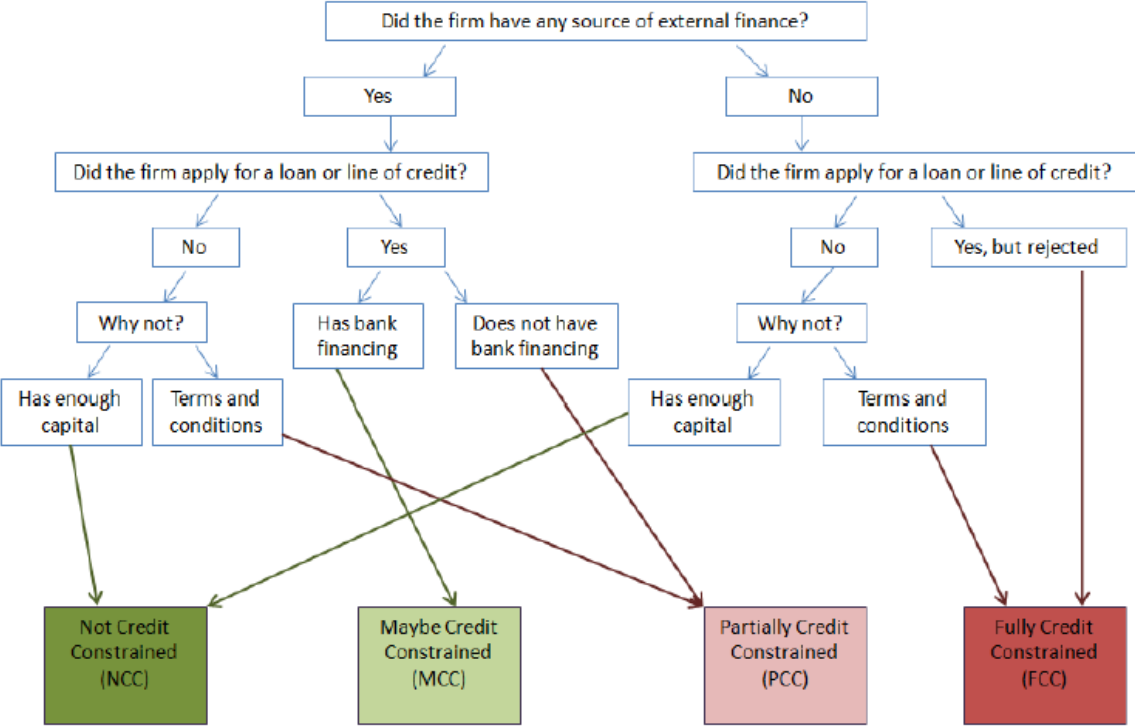 Did the firm have any source of external finance?
Yes
No
Did the firm apply for a loan or line of credit?
Did the firm apply for a loan or line of credit?
No
Yes
No
Yes, but rejected
Why not?
Has bank
financing
Does not have
bank financing
Why not?
Has enough
capital
Terms and
conditions
Has enough
capital
Terms and
conditions
Not Credit
Constrained
(NCC)
Maybe Credit
Constrained
(MCC)
Partially Credit
Constrained
(PCC)
Fully Credit
Constrained
(FCC)